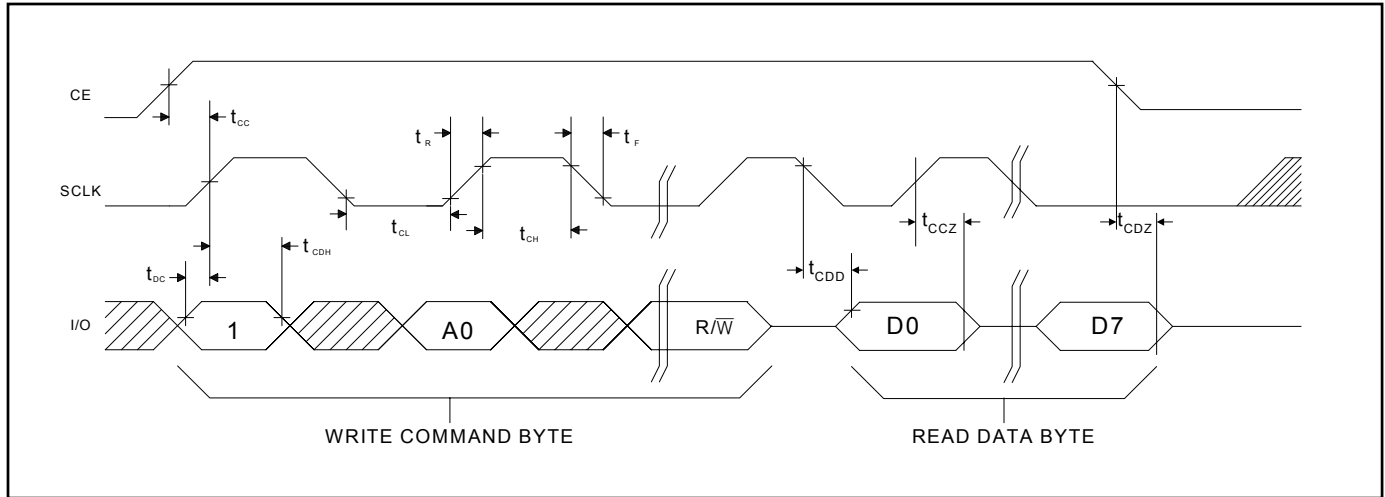 CE
tCC
tR
tF
SCLK
tCL
tCH
tCCZ
tCDZ
tCDH
tDC
tCDD
I/O
1
A0
R/W̅
D0
D7
WRITE COMMAND BYTE
READ DATA BYTE